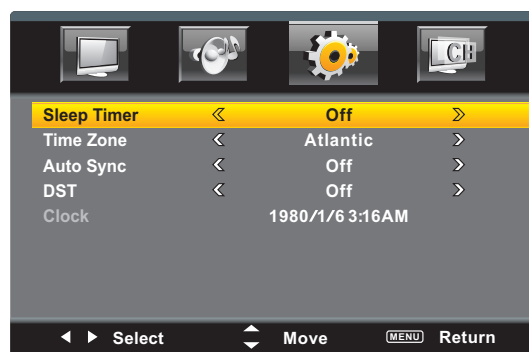 CH
Sleep Timer Off
Time Zone Atlantic
Auto Sync Off
DST Off
Clock 1980/1/6 3:16AM
Select Move MENU Return